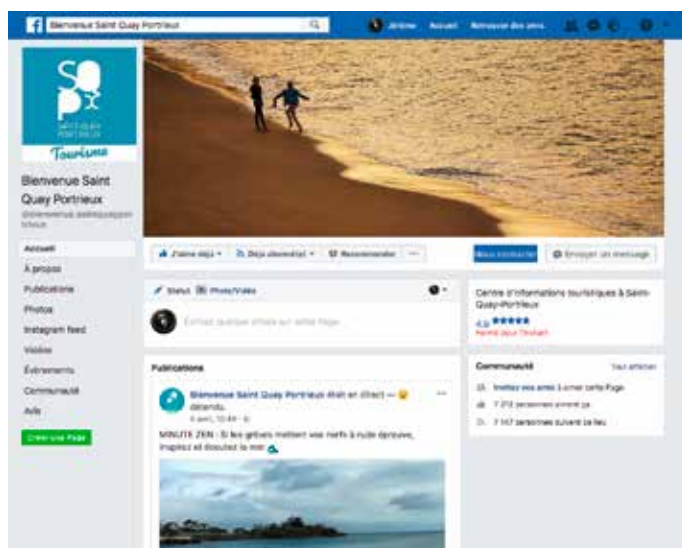 Bienvenue Saint Quay Portrieux
Jérôme Accueil Retrouver des amis
SAINT-QUAY
PORTRIEUX
Tourisme
Bienvenue Saint
Quay Portrieux
Accueil
À propos
Publications
Photos
Instagram feed
Vidéos
Évènements
Communauté
Avis
Créer une Page
J'aime déjà
Déjà abonné(e)
Recommander
Nous contacter
Envoyer un message
Statut Photo/Vidéo
Écrivez quelque chose sur cette Page...
Publications
Bienvenue Saint Quay Portrieux était en direct —
détendu.
MINUTE ZEN - Si les grèves mettent vos nerfs à rude épreuve,
inspirez et écoutez la mer
Centre d'informations touristiques à Saint-
Quay-Portrieux
4,9
Fermé pour l'instant
Communauté Tout afficher
Invitez vos amis à aimer cette Page
personnes aiment ça
personnes suivent ce lieu